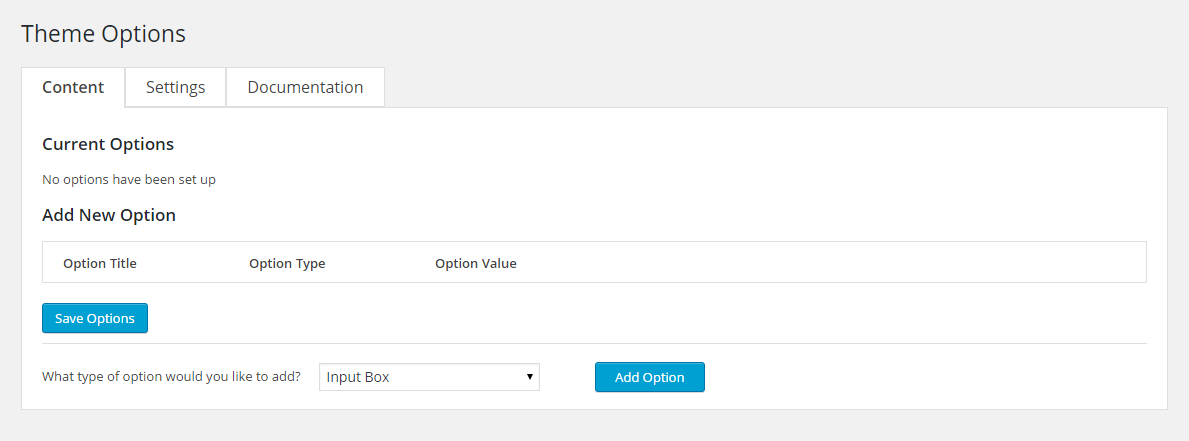 Theme Options
Content Settings Documentation
Current Options
No options have been set up
Add New Option
Option Title Option Type Option Value
Save Options
What type of option would you like to add? Input Box Add Option